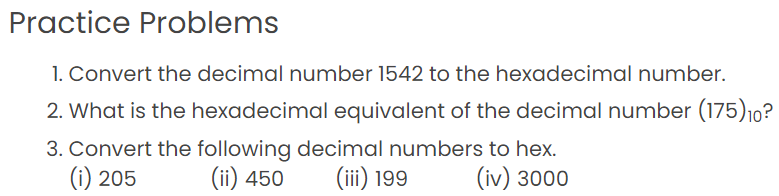 Practice Problems
1. Convert the decimal number 1542 to the hexadecimal number.
2. What is the hexadecimal equivalent of the decimal number (175)₁₀?
3. Convert the following decimal numbers to hex.
(i) 205 (ii) 450 (iii) 199 (iv) 3000